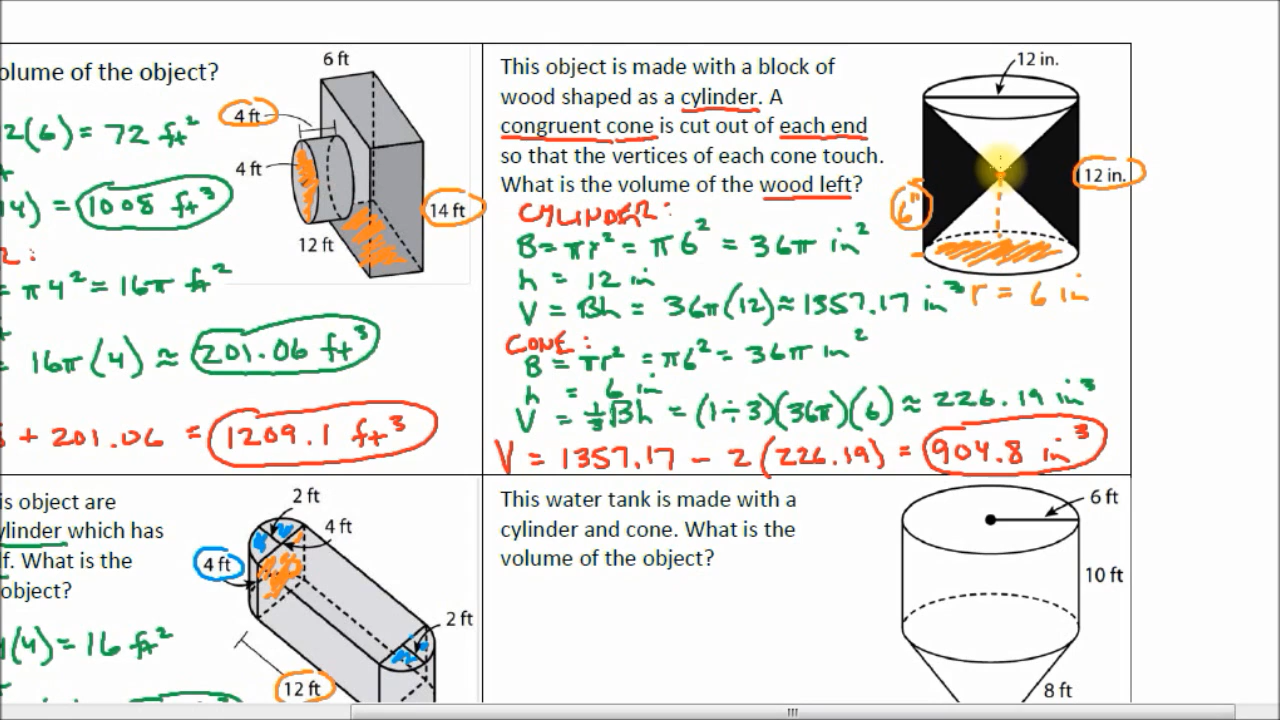 olume of the object?
6 ft
4 ft
4 ft
12 ft
14 ft
2(6) = 72 ft²
4) = 1008 ft³
= π4² = 16π ft²
= 16π(4) ≈ 201.06 ft³
+ 201.06 = 1209.1 ft³
This object is made with a block of
wood shaped as a cylinder. A
congruent cone is cut out of each end
so that the vertices of each cone touch.
What is the volume of the wood left?
12 in.
12 in.
6"
r = 6 in
CYLINDER:
B = πr² = π6² = 36π in²
h = 12 in
V = Bh = 36π(12) ≈ 1357.17 in³
CONE:
B = πr² = π6² = 36π in²
h = 6 in
V = ⅓Bh = (1÷3)(36π)(6) ≈ 226.19 in³
V = 1357.17 - 2(226.19) = 904.8 in³
is object are
ylinder which has
f. What is the
object?
2 ft
4 ft
4 ft
2 ft
12 ft
(4) = 16 ft²
This water tank is made with a
cylinder and cone. What is the
volume of the object?
6 ft
10 ft
8 ft